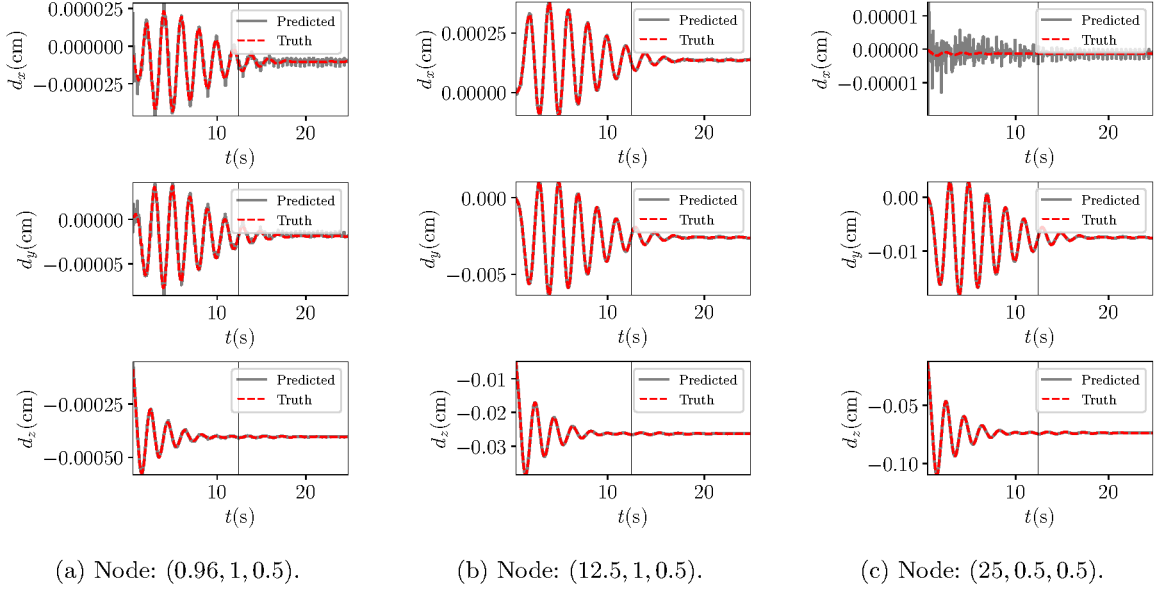 0.000025
0.000000
−0.000025
d_x(cm)
Predicted
Truth
10
20
t(s)
0.00025
0.00000
d_x(cm)
Predicted
Truth
10
20
t(s)
0.00001
0.00000
−0.00001
d_x(cm)
Predicted
Truth
10
20
t(s)
0.00000
−0.00005
d_y(cm)
Predicted
Truth
10
20
t(s)
0.000
−0.005
d_y(cm)
Predicted
Truth
10
20
t(s)
0.00
−0.01
d_y(cm)
Predicted
Truth
10
20
t(s)
−0.00025
−0.00050
d_z(cm)
Predicted
Truth
10
20
t(s)
−0.01
−0.02
−0.03
d_z(cm)
Predicted
Truth
10
20
t(s)
−0.05
−0.10
d_z(cm)
Predicted
Truth
10
20
t(s)
(a) Node: (0.96, 1, 0.5).
(b) Node: (12.5, 1, 0.5).
(c) Node: (25, 0.5, 0.5).